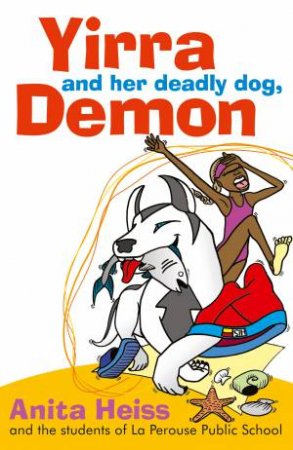 Yirra
and her deadly dog,
Demon
Anita Heiss
and the students of La Perouse Public School